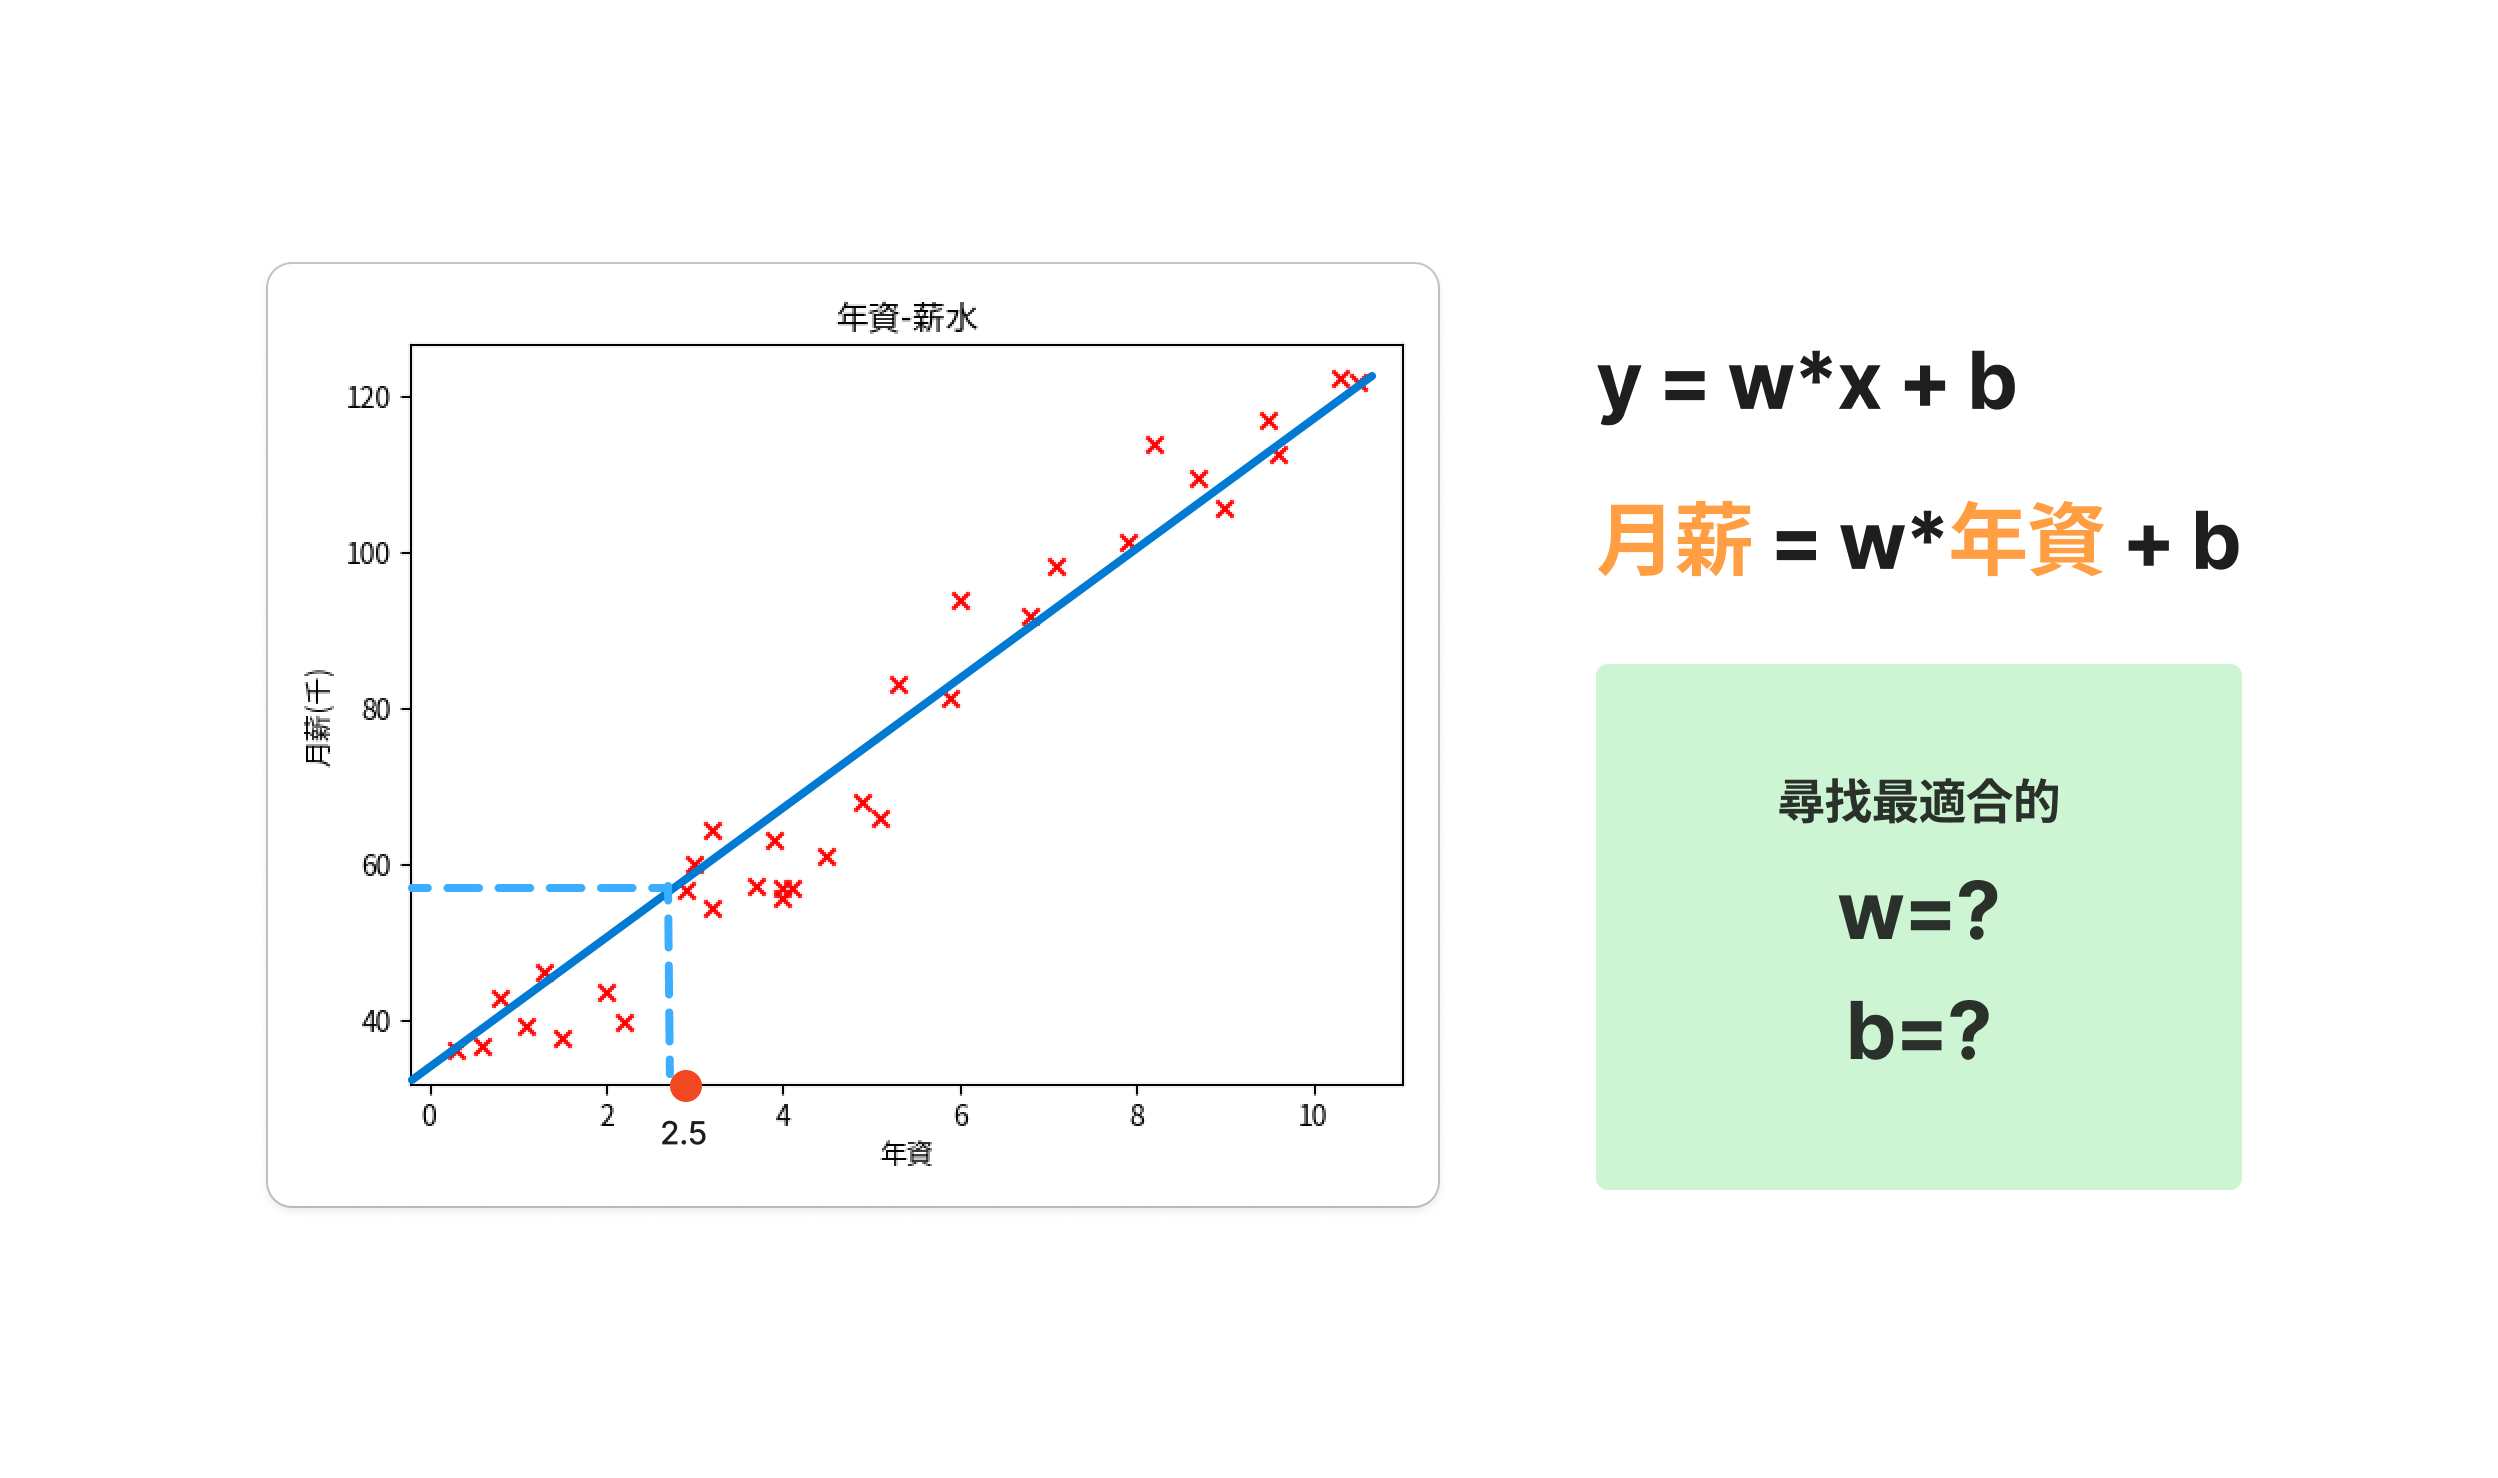 年資-薪水
120
100
80
60
40
月薪(千)
0 2 4 6 8 10
2.5
年資
y = w*x + b
月薪 = w*年資 + b
尋找最適合的
w=?
b=?